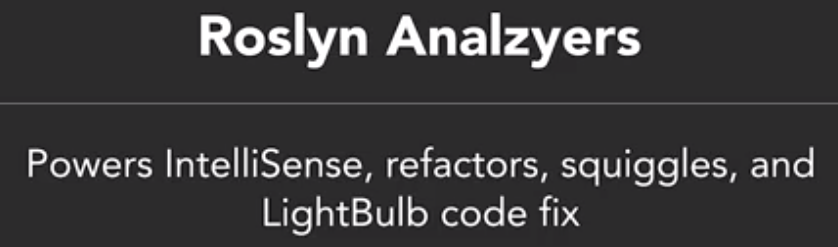 Roslyn Analzyers
Powers IntelliSense, refactors, squiggles, and
LightBulb code fix